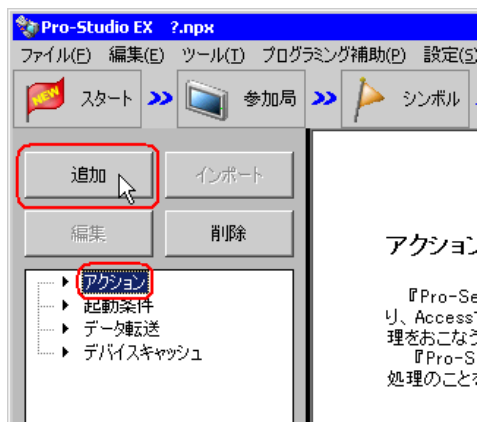 Pro-Studio EX ?.npx
ファイル(F) 編集(E) ツール(T) プログラミング補助(P) 設定(S)
NEW スタート 参加局 シンボル
追加 インポート
編集 削除
アクション
起動条件
データ転送
デバイスキャッシュ
アクション
『Pro-Se
り、Access
理をおこなう
『Pro-S
処理のことを